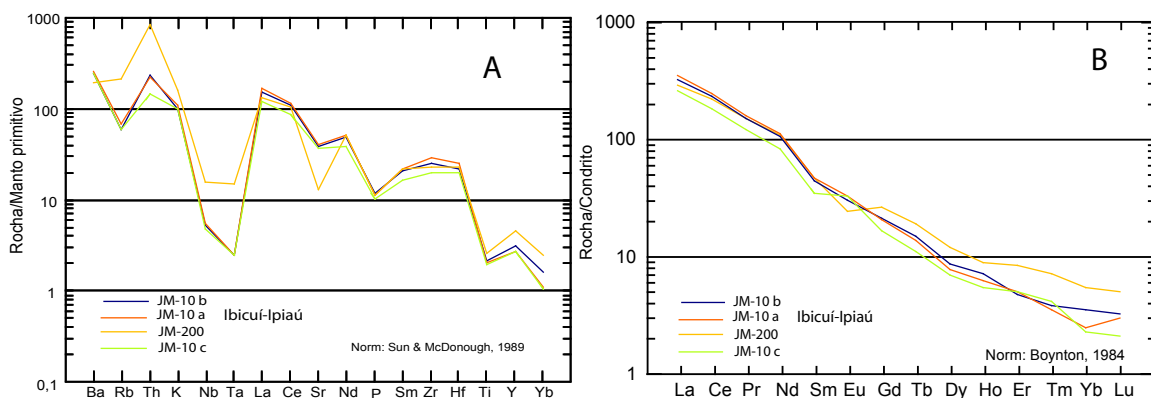 1000
100
10
1
0,1
Rocha/Manto primitivo
A
JM-10 b
JM-10 a
JM-200
JM-10 c
Ibicuí-Ipiaú
Norm: Sun & McDonough, 1989
Ba Rb Th K Nb Ta La Ce Sr Nd P Sm Zr Hf Ti Y Yb
1000
100
10
1
Rocha/Condrito
B
JM-10 b
JM-10 a
JM-200
JM-10 c
Ibicuí-Ipiaú
Norm: Boynton, 1984
La Ce Pr Nd Sm Eu Gd Tb Dy Ho Er Tm Yb Lu